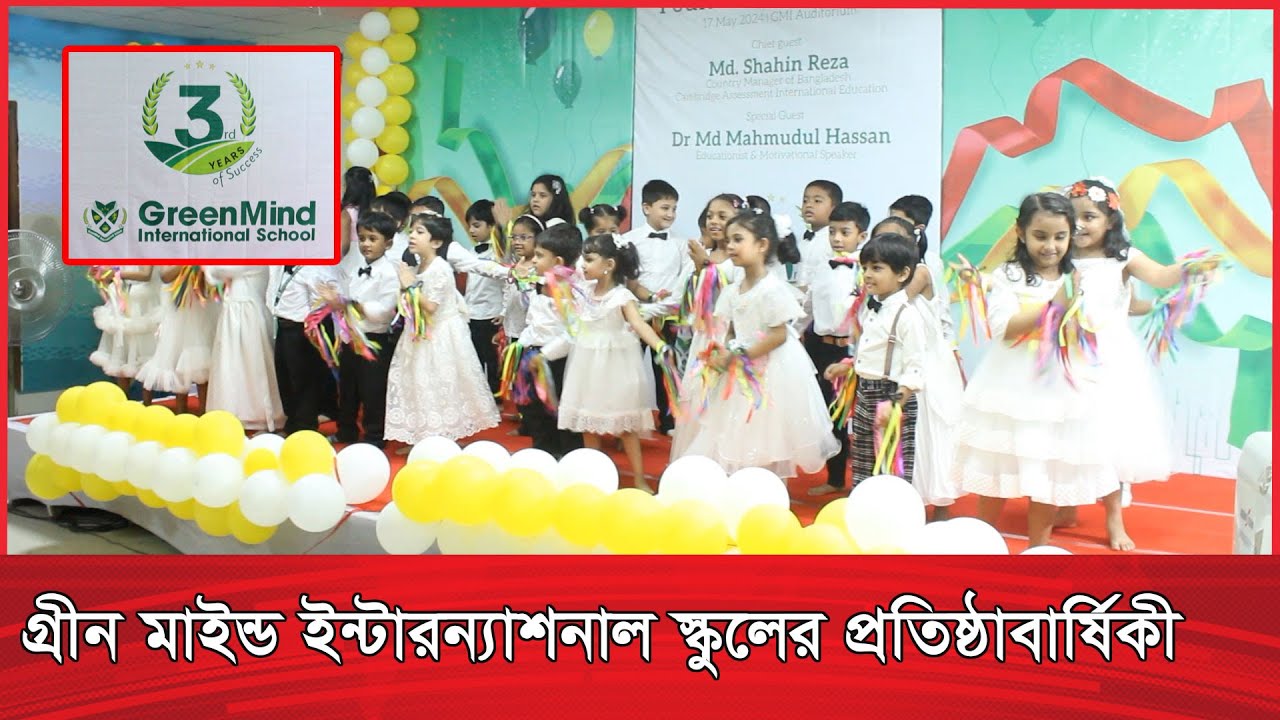 17 May 2024 | GMI Auditorium
Chief guest
Md. Shahin Reza
Country Manager of Bangladesh
Cambridge Assessment International Education
Special Guest
Dr Md Mahmudul Hassan
Educationist & Motivational Speaker
3rd
YEARS
of Success
GreenMind
International School
গ্রীন মাইন্ড ইন্টারন্যাশনাল স্কুলের প্রতিষ্ঠাবার্ষিকী